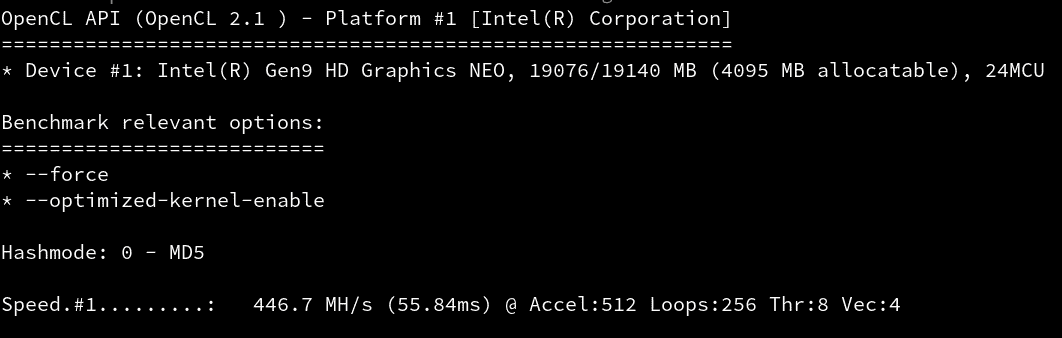 OpenCL API (OpenCL 2.1 ) - Platform #1 [Intel(R) Corporation]
=============================================================
* Device #1: Intel(R) Gen9 HD Graphics NEO, 19076/19140 MB (4095 MB allocatable), 24MCU
Benchmark relevant options:
===========================
* --force
* --optimized-kernel-enable
Hashmode: 0 - MD5
Speed.#1.........:   446.7 MH/s (55.84ms) @ Accel:512 Loops:256 Thr:8 Vec:4